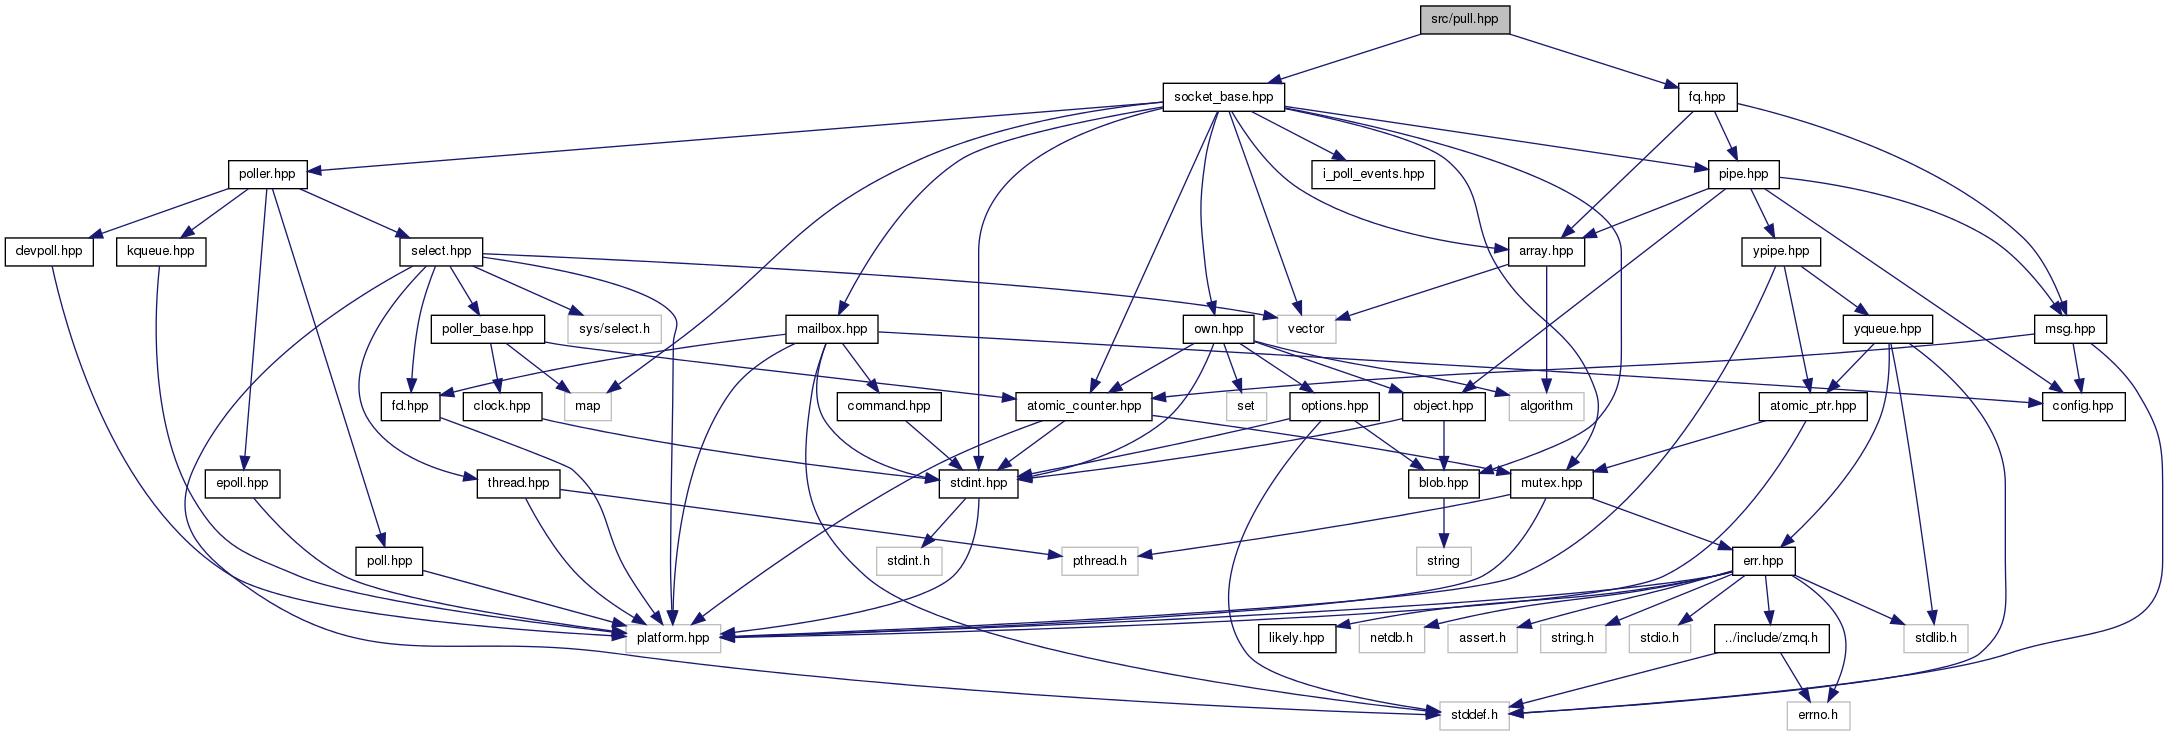 src/pull.hpp
socket_base.hpp
fq.hpp
poller.hpp
i_poll_events.hpp
pipe.hpp
devpoll.hpp
kqueue.hpp
select.hpp
array.hpp
ypipe.hpp
poller_base.hpp
sys/select.h
mailbox.hpp
own.hpp
vector
yqueue.hpp
msg.hpp
fd.hpp
clock.hpp
map
command.hpp
atomic_counter.hpp
set
options.hpp
object.hpp
algorithm
atomic_ptr.hpp
config.hpp
epoll.hpp
thread.hpp
stdint.hpp
blob.hpp
mutex.hpp
poll.hpp
stdint.h
pthread.h
string
err.hpp
platform.hpp
likely.hpp
netdb.h
assert.h
string.h
stdio.h
../include/zmq.h
stdlib.h
stddef.h
errno.h